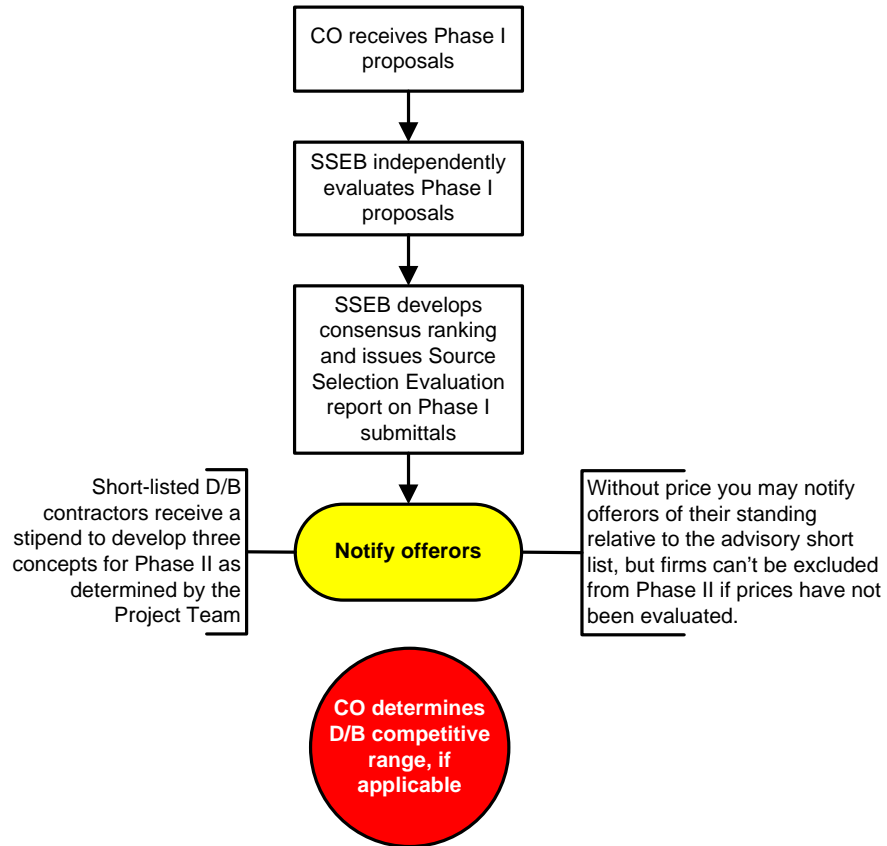 CO receives Phase I
proposals
SSEB independently
evaluates Phase I
proposals
SSEB develops
consensus ranking
and issues Source
Selection Evaluation
report on Phase I
submittals
Short-listed D/B
contractors receive a
stipend to develop three
concepts for Phase II as
determined by the
Project Team
Notify offerors
Without price you may notify
offerors of their standing
relative to the advisory short
list, but firms can't be excluded
from Phase II if prices have not
been evaluated.
CO determines
D/B competitive
range, if
applicable